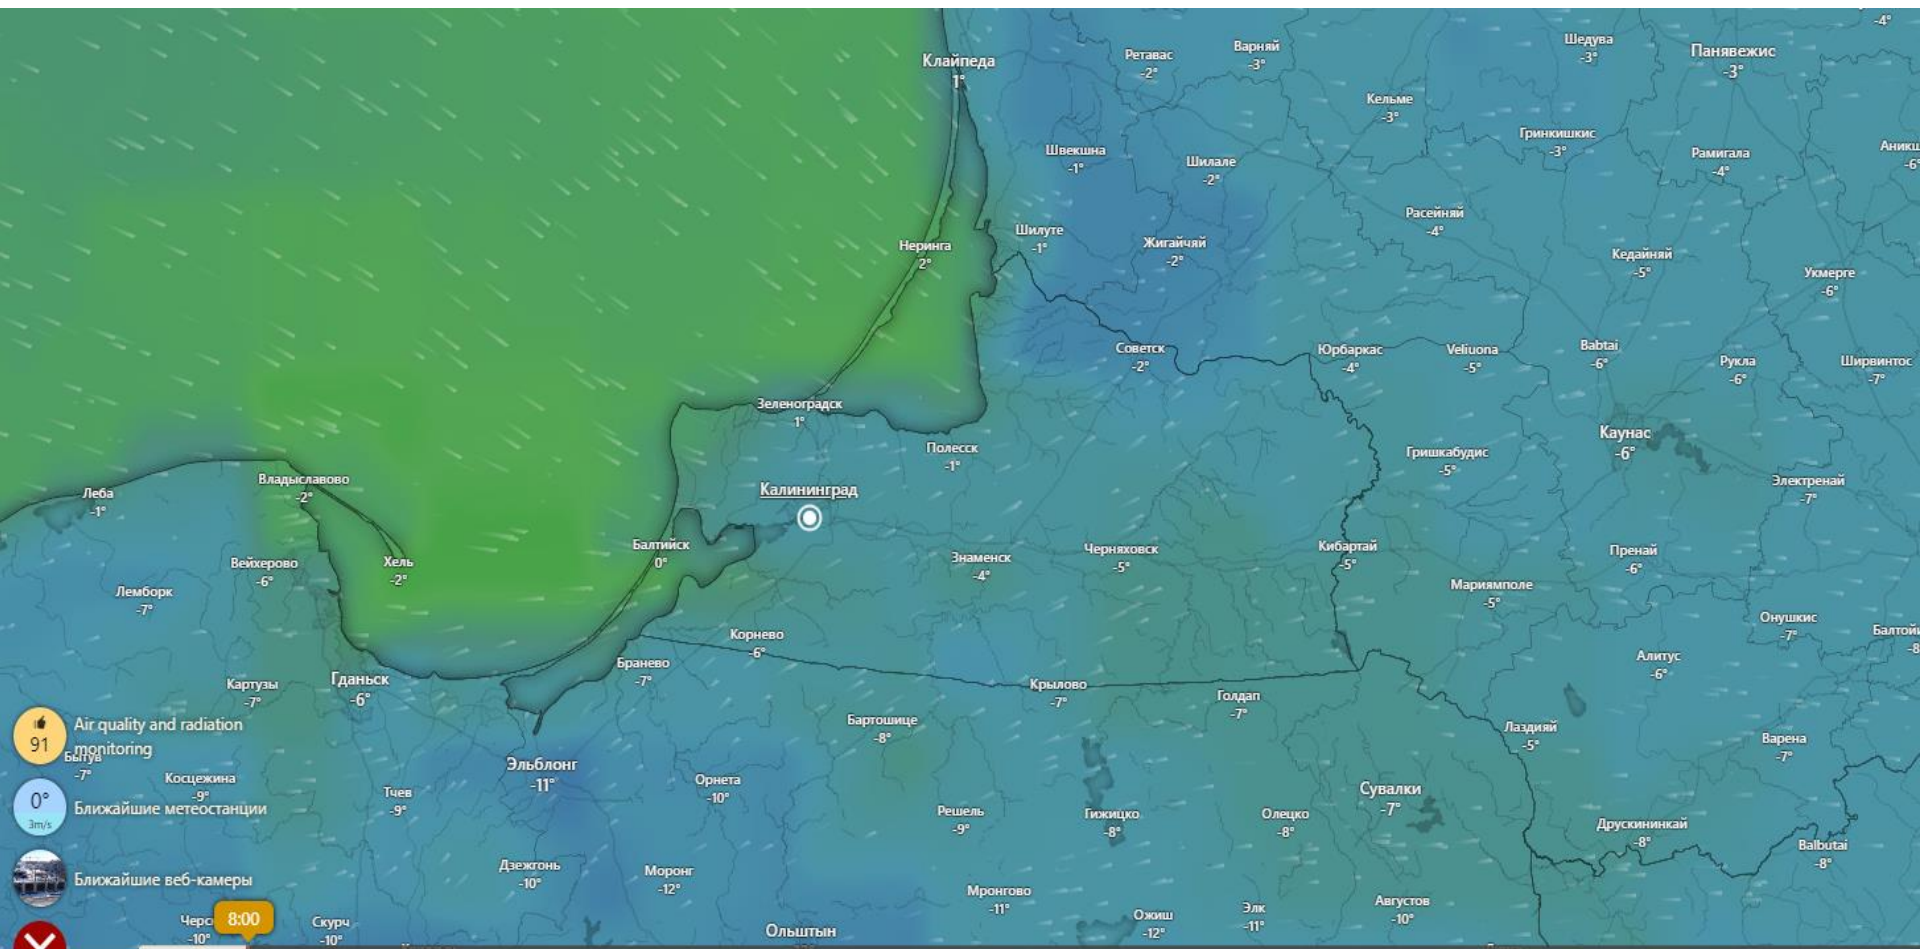 -4°
Клайпеда
1°
Ретавас
-2°
Варняй
-3°
Шедува
-3°
Панявежис
-3°
Кельме
-3°
Гринкишкис
-3°
Швекшна
-1°
Шилале
-2°
Рамигала
-4°
-6°
Расейняй
-4°
Неринга
2°
Шилуте
-1°
Жигайчяй
-2°
Кедайняй
-5°
Укмерге
-6°
Советск
-2°
Юрбаркас
-4°
Veliuona
-5°
Babtai
-6°
Рукла
-6°
Ширвинтос
-7°
Зеленоградск
1°
Полесск
-1°
Гришкабудис
-5°
Каунас
-6°
Леба
-1°
Владыславово
-2°
Калининград
Электренай
-7°
Вейхерово
-6°
Хель
-2°
Балтийск
0°
Знаменск
-4°
Черняховск
-5°
Кибартай
-5°
Пренай
-6°
Лемборк
-7°
Мариямполе
-5°
Онушкис
-7°
Корнево
-6°
Картузы
-7°
Гданьск
-6°
Бранево
-7°
Крылово
-7°
Голдап
-7°
Алитус
-6°
Бартошице
-8°
Лаздияй
-5°
Варена
-7°
91
Air quality and radiation
monitoring
Бытув
-7°
Косцежина
-9°
Тчев
-9°
Эльблонг
-11°
Орнета
-10°
Решель
-9°
Гижицко
-8°
Олецко
-8°
Сувалки
-7°
Друскининкай
-8°
Balbutai
-8°
0°
3m/s
Ближайшие метеостанции
Дзежгонь
-10°
Моронг
-12°
Мронгово
-11°
Ожиш
-12°
Элк
-11°
Августов
-10°
Ближайшие веб-камеры
8:00
-10°
Скурч
-10°
Ольштын